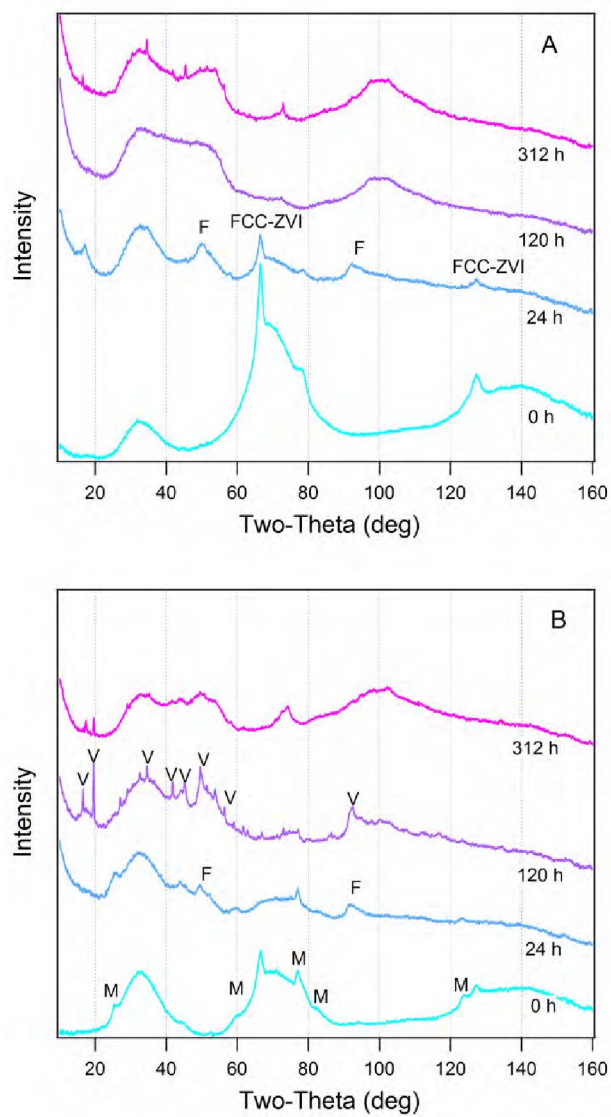 A
312 h
120 h
F FCC-ZVI F FCC-ZVI
24 h
0 h
Intensity
20 40 60 80 100 120 140 160
Two-Theta (deg)
B
312 h
V V V V V V V V
120 h
F F
24 h
M M M M M
0 h
Intensity
20 40 60 80 100 120 140 160
Two-Theta (deg)